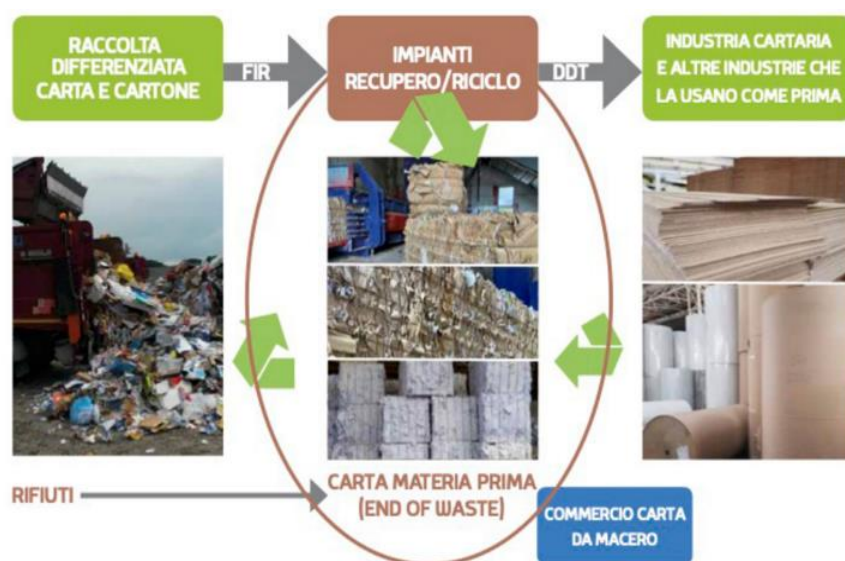 RACCOLTA
DIFFERENZIATA
CARTA E CARTONE
FIR
IMPIANTI
RECUPERO/RICICLO
DDT
INDUSTRIA CARTARIA
E ALTRE INDUSTRIE CHE
LA USANO COME PRIMA
RIFIUTI
CARTA MATERIA PRIMA
(END OF WASTE)
COMMERCIO CARTA
DA MACERO